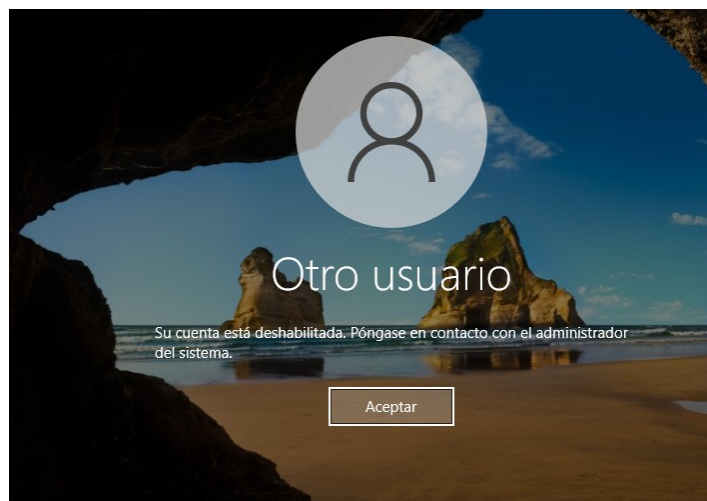 Otro usuario
Su cuenta está deshabilitada. Póngase en contacto con el administrador
del sistema.
Aceptar